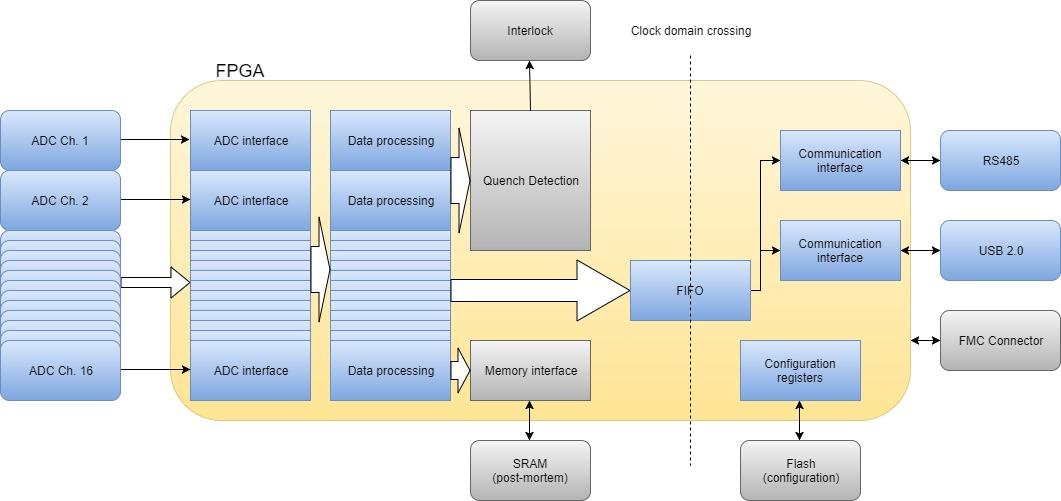 Interlock
Clock domain crossing
FPGA
ADC Ch. 1
ADC interface
Data processing
Communication
interface
RS485
Quench Detection
ADC Ch. 2
ADC interface
Data processing
Communication
interface
USB 2.0
FIFO
FMC Connector
ADC Ch. 16
ADC interface
Data processing
Memory interface
Configuration
registers
SRAM
(post-mortem)
Flash
(configuration)